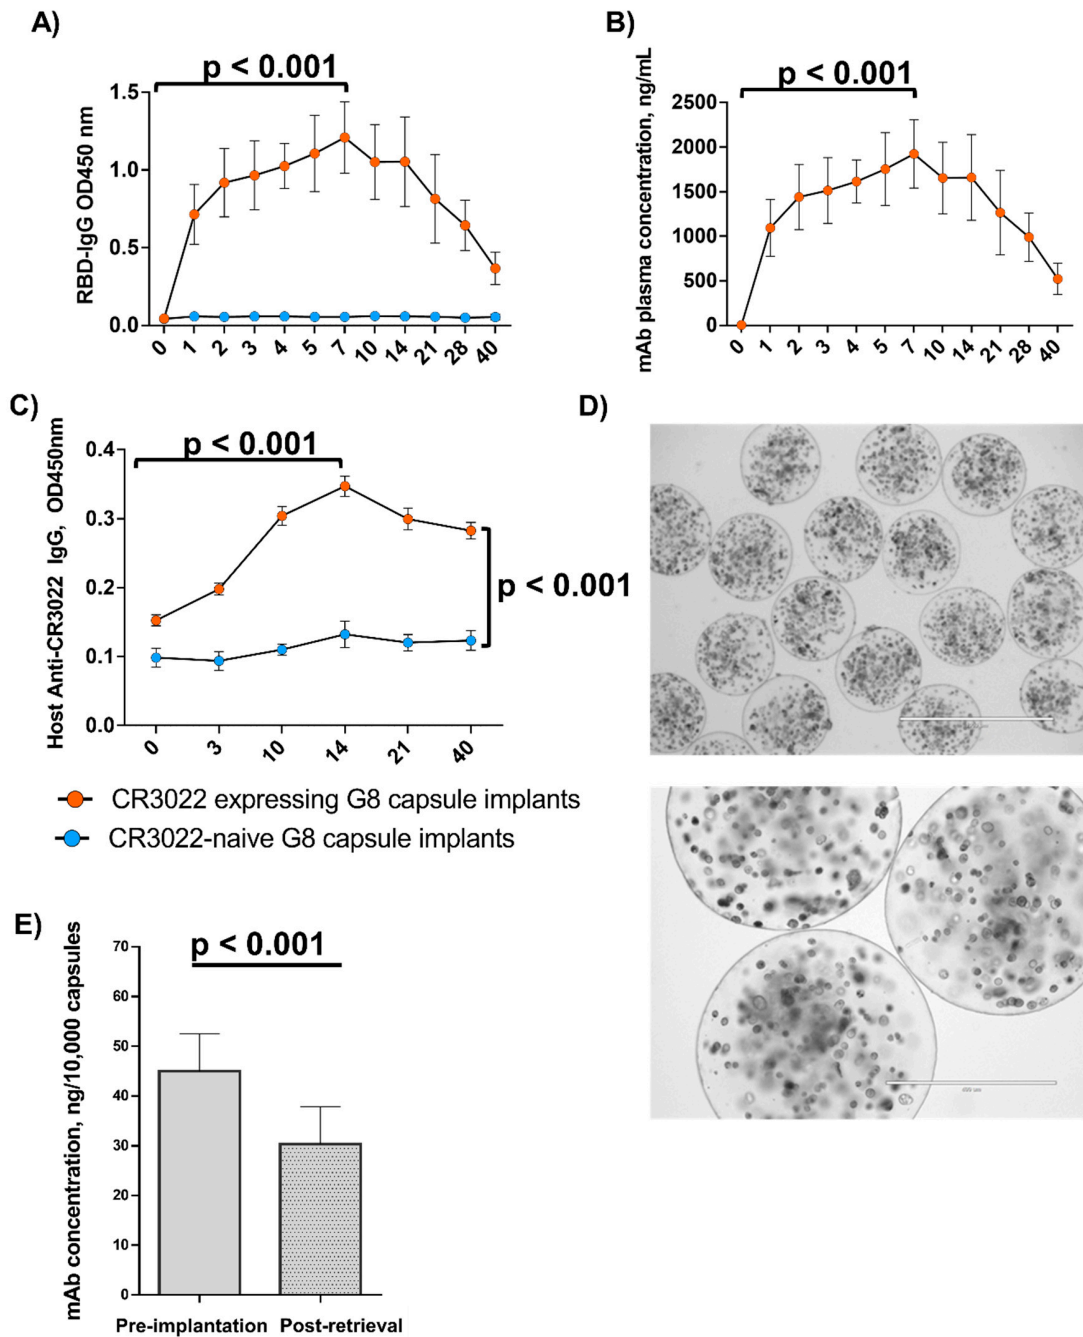 A)
p < 0.001
RBD-IgG OD450 nm
1.5
1.0
0.5
0.0
0 1 2 3 4 5 7 10 14 21 28 40
B)
p < 0.001
mAb plasma concentration, ng/mL
2500
2000
1500
1000
500
0
0 1 2 3 4 5 7 10 14 21 28 40
C)
p < 0.001
Host Anti-CR3022 IgG, OD450nm
0.4
0.3
0.2
0.1
0.0
0 3 10 14 21 40
p < 0.001
CR3022 expressing G8 capsule implants
CR3022-naive G8 capsule implants
D)
E)
p < 0.001
mAb concentration, ng/10,000 capsules
70
60
50
40
30
20
10
0
Pre-implantation Post-retrieval